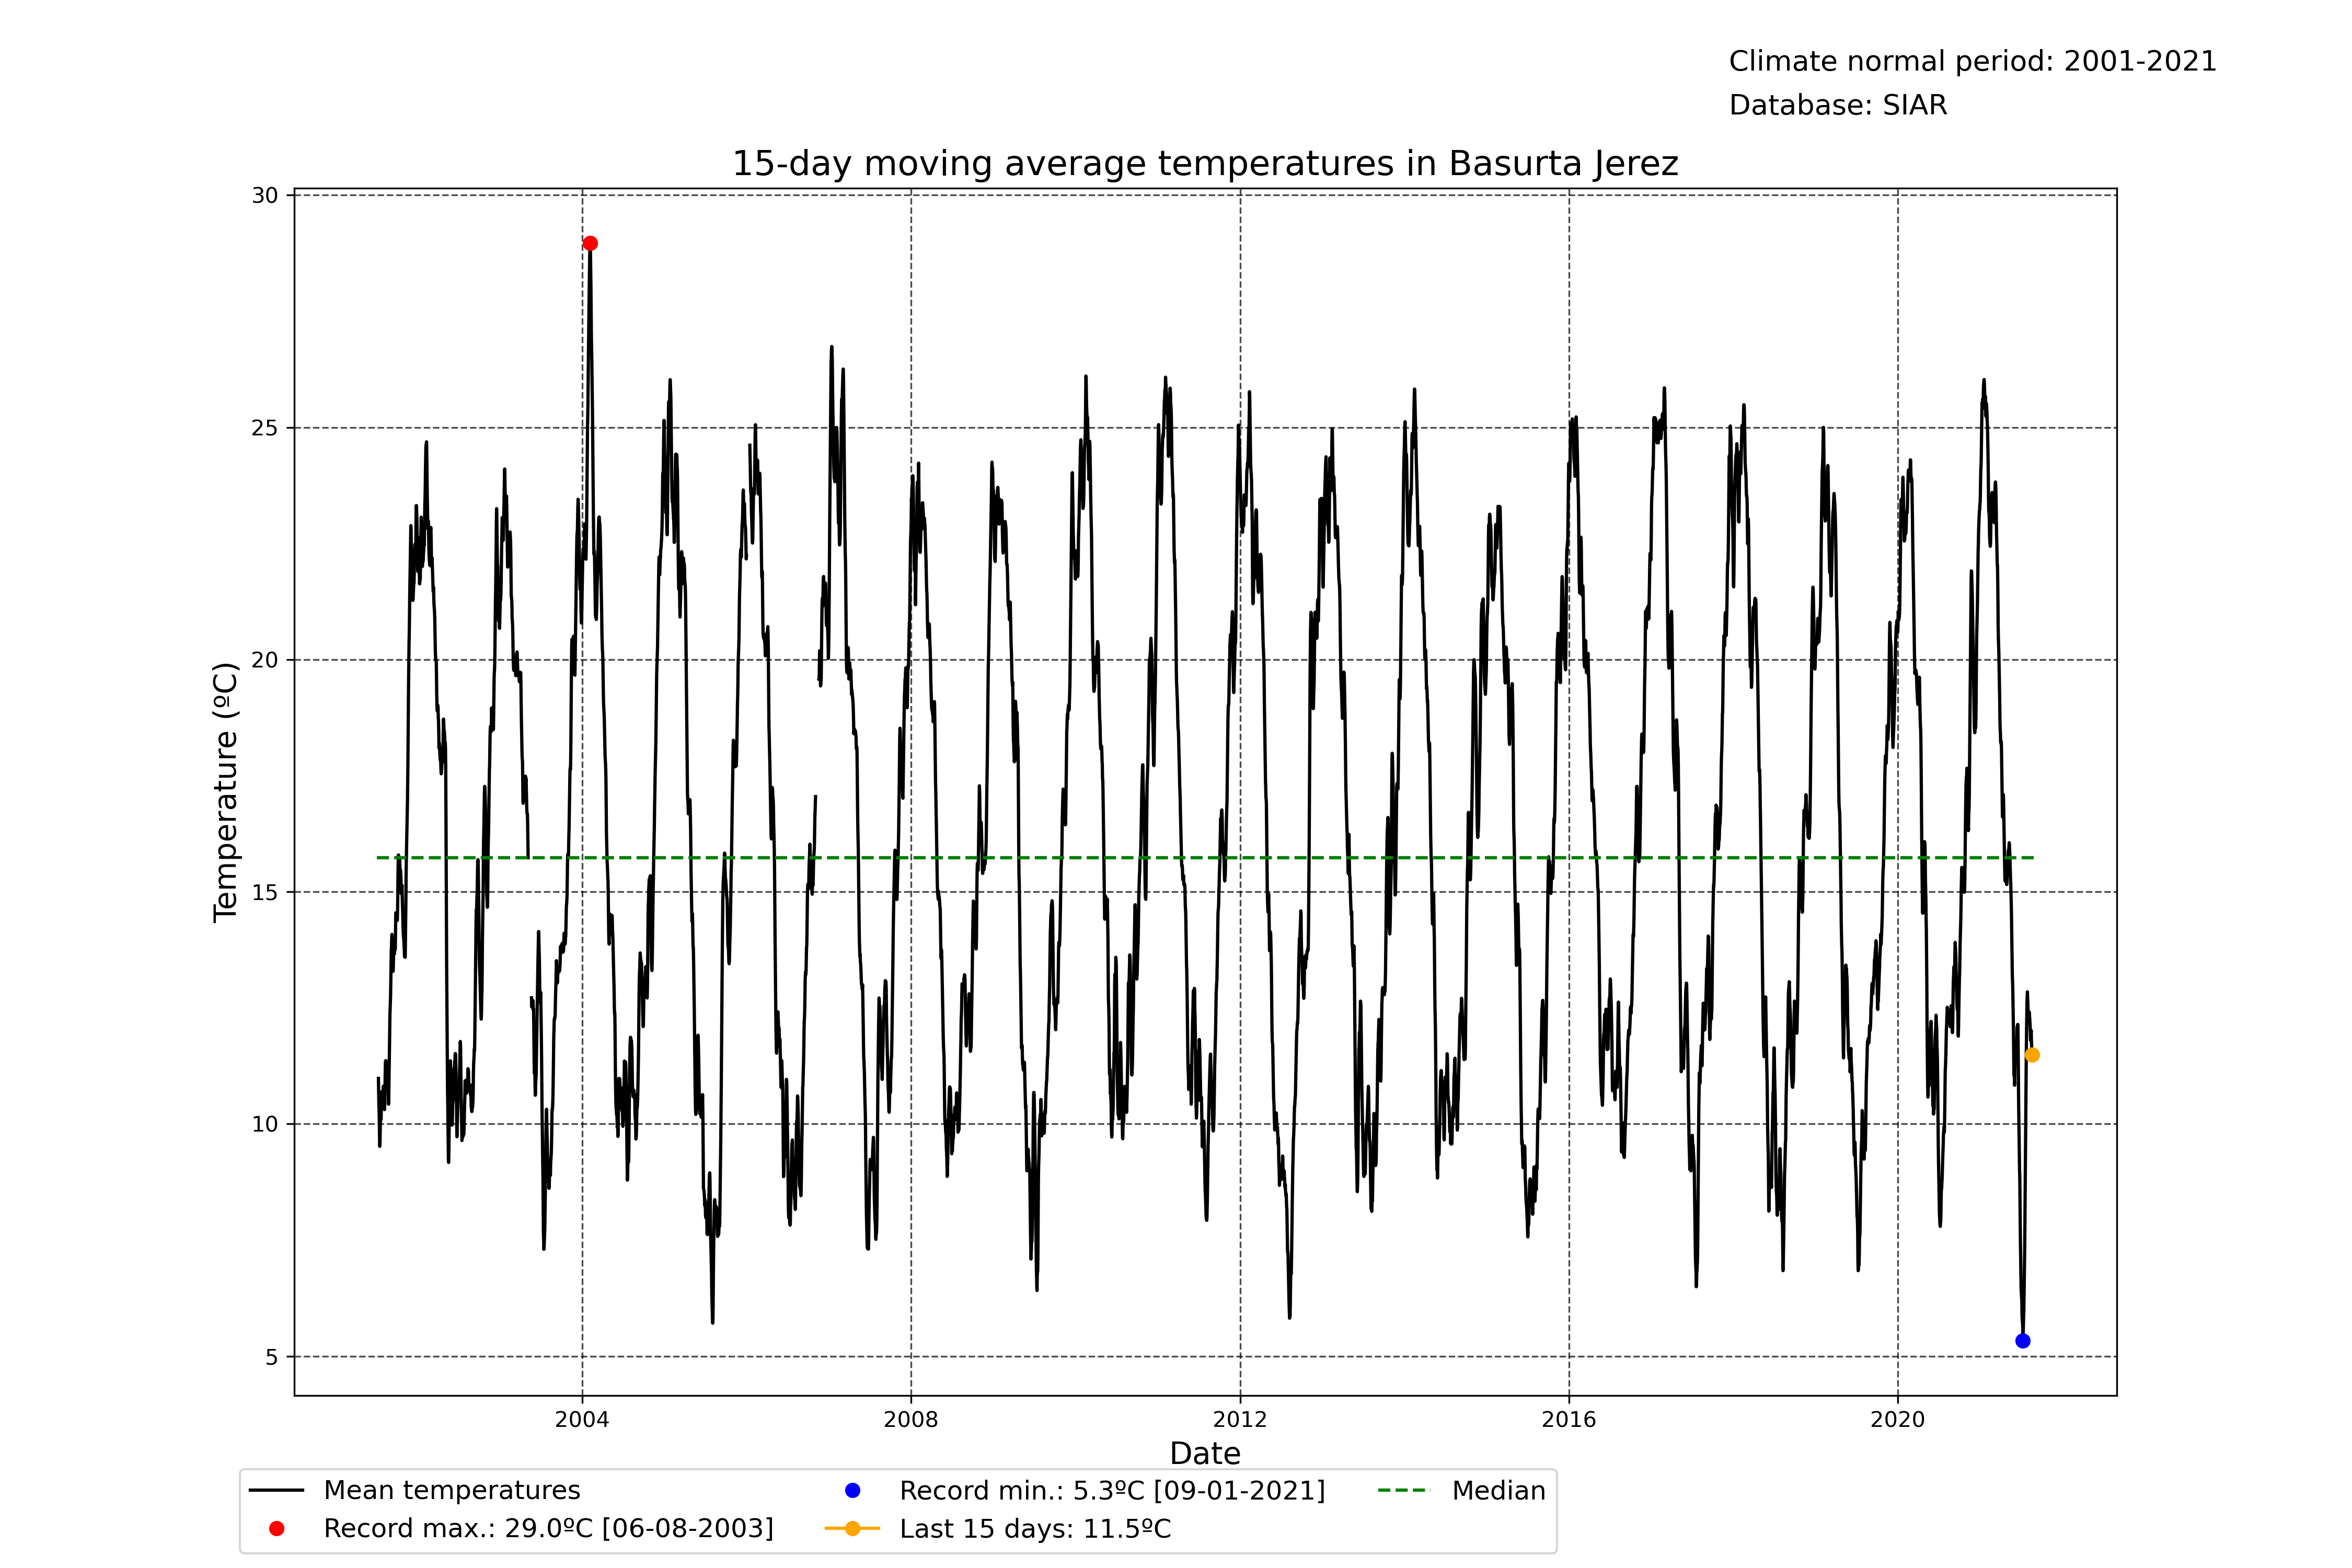 Climate normal period: 2001-2021
Database: SIAR
15-day moving average temperatures in Basurta Jerez
30
25
20
15
10
5
Temperature (ºC)
2004 2008 2012 2016 2020
Date
Mean temperatures
Record max.: 29.0ºC [06-08-2003]
Record min.: 5.3ºC [09-01-2021]
Last 15 days: 11.5ºC
Median